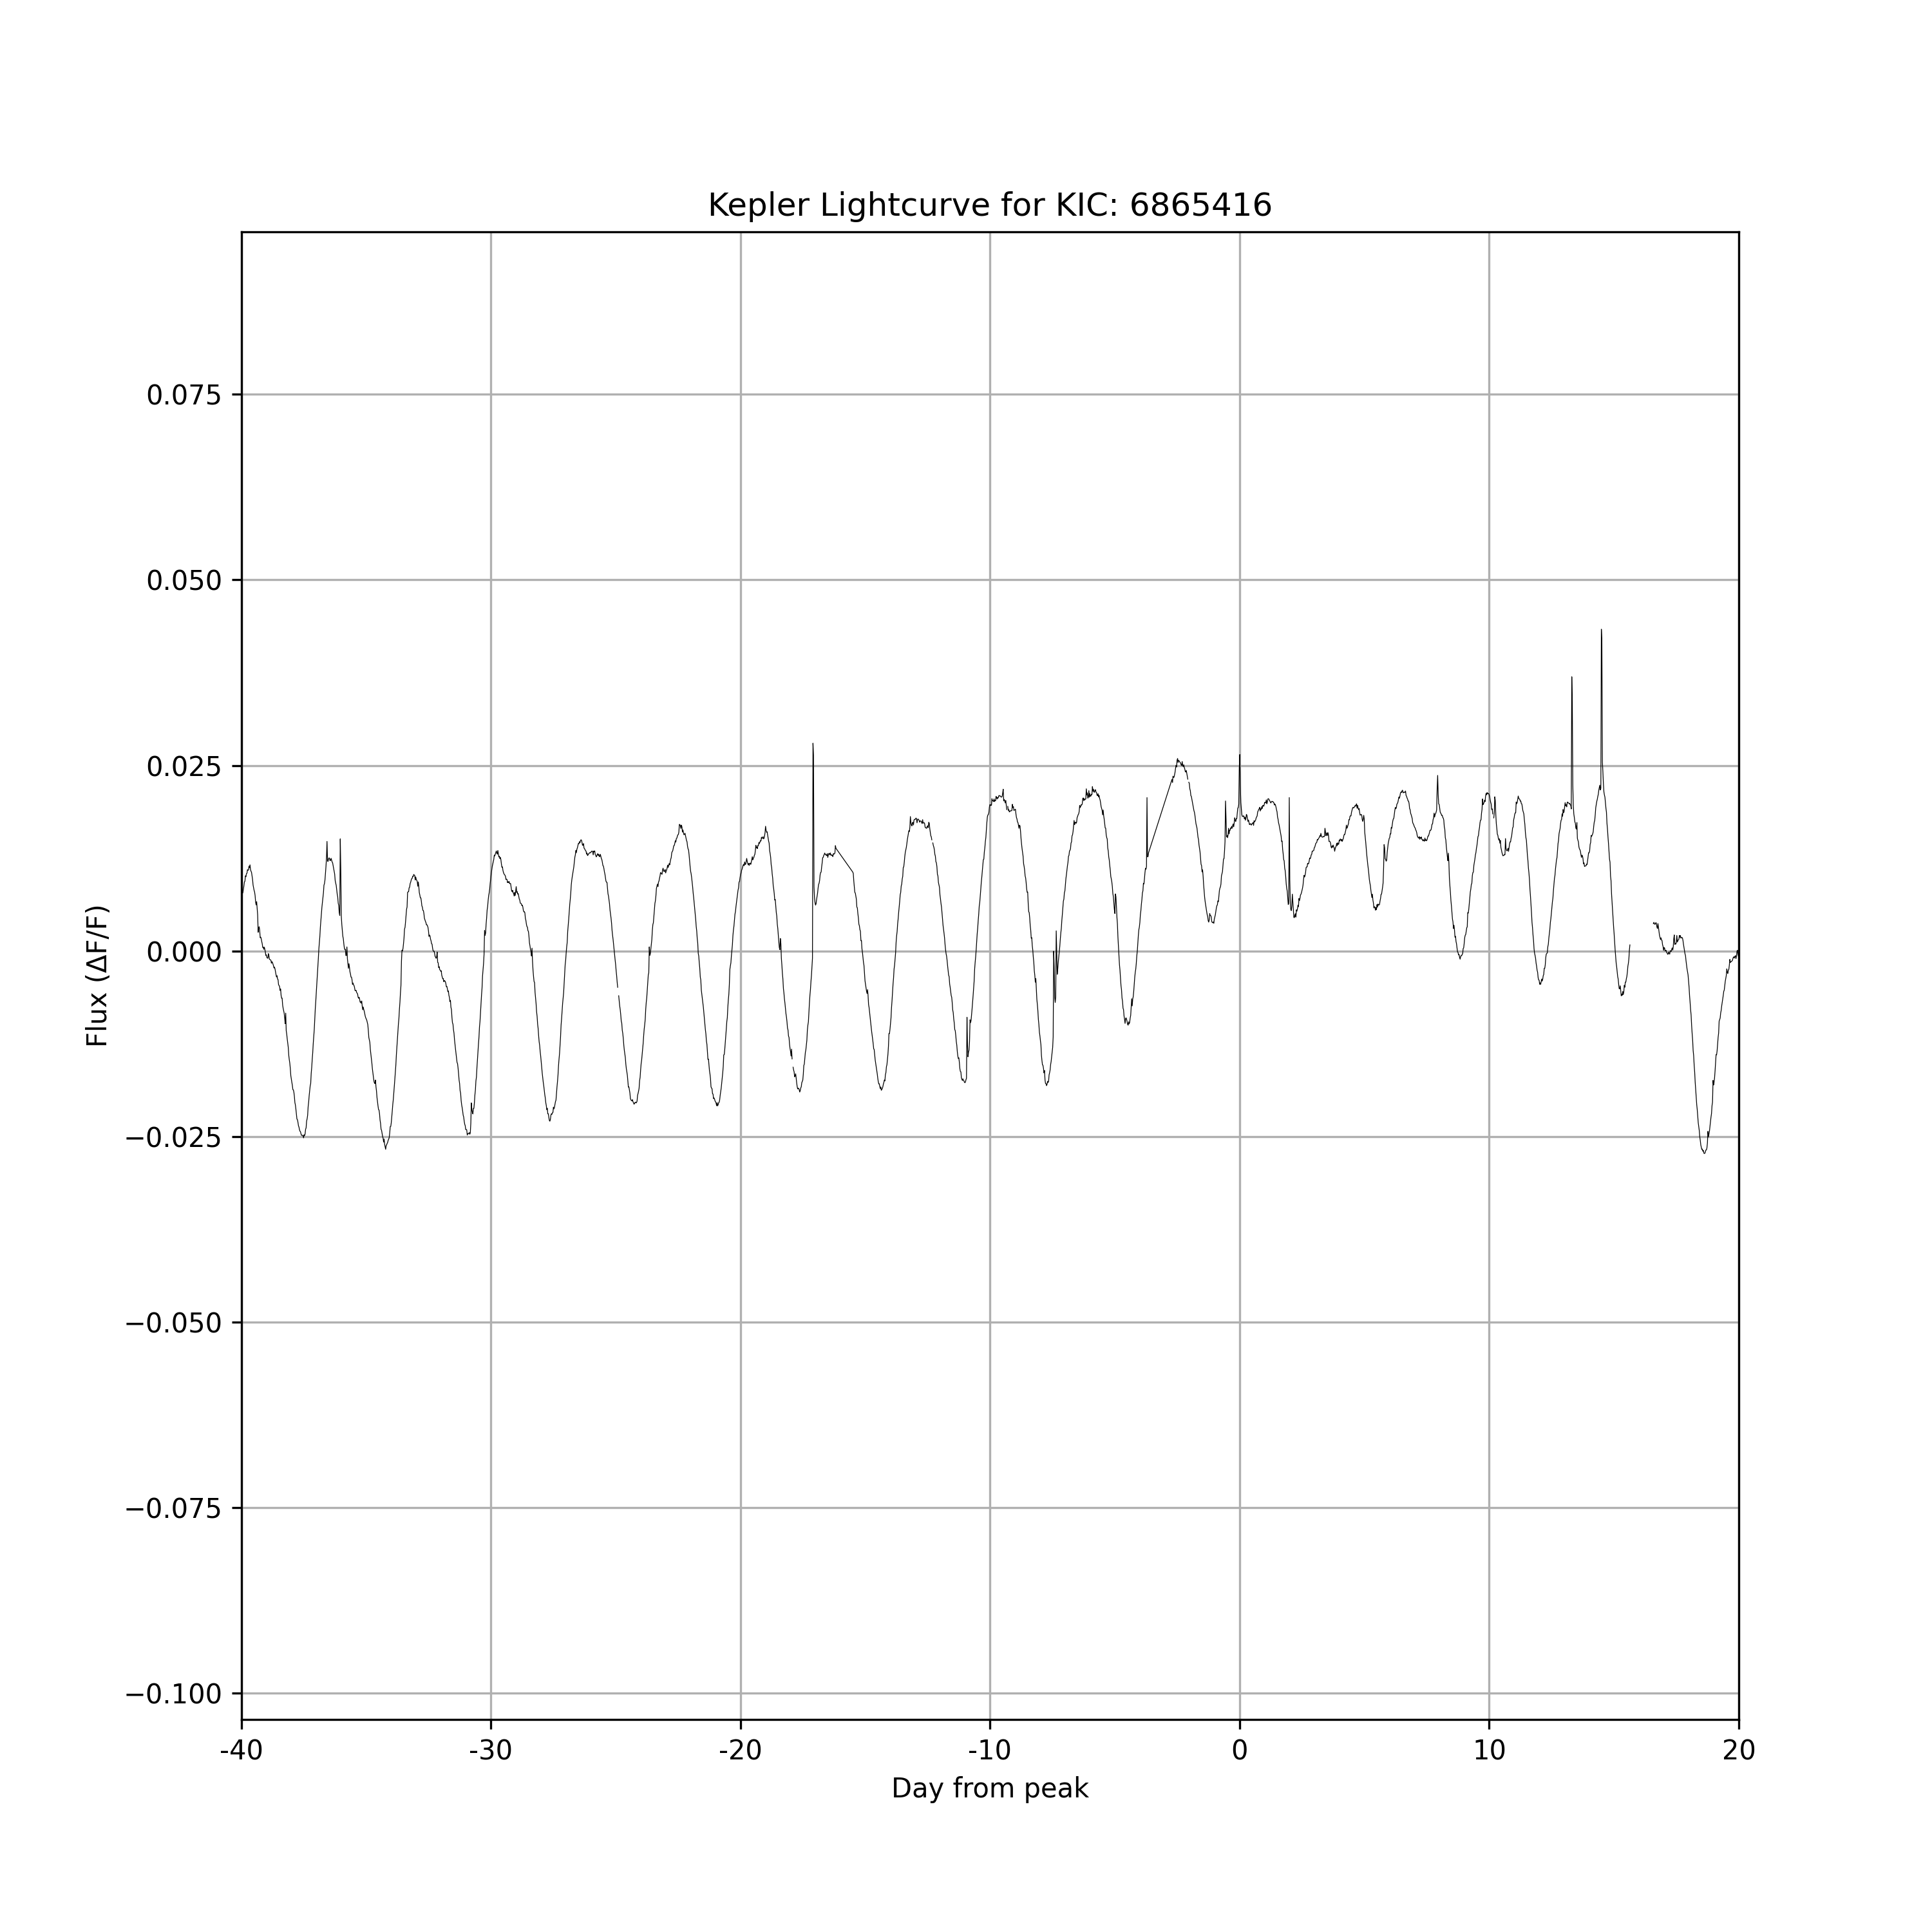 Kepler Lightcurve for KIC: 6865416
Flux (ΔF/F)
0.075
0.050
0.025
0.000
−0.025
−0.050
−0.075
−0.100
-40 -30 -20 -10 0 10 20
Day from peak